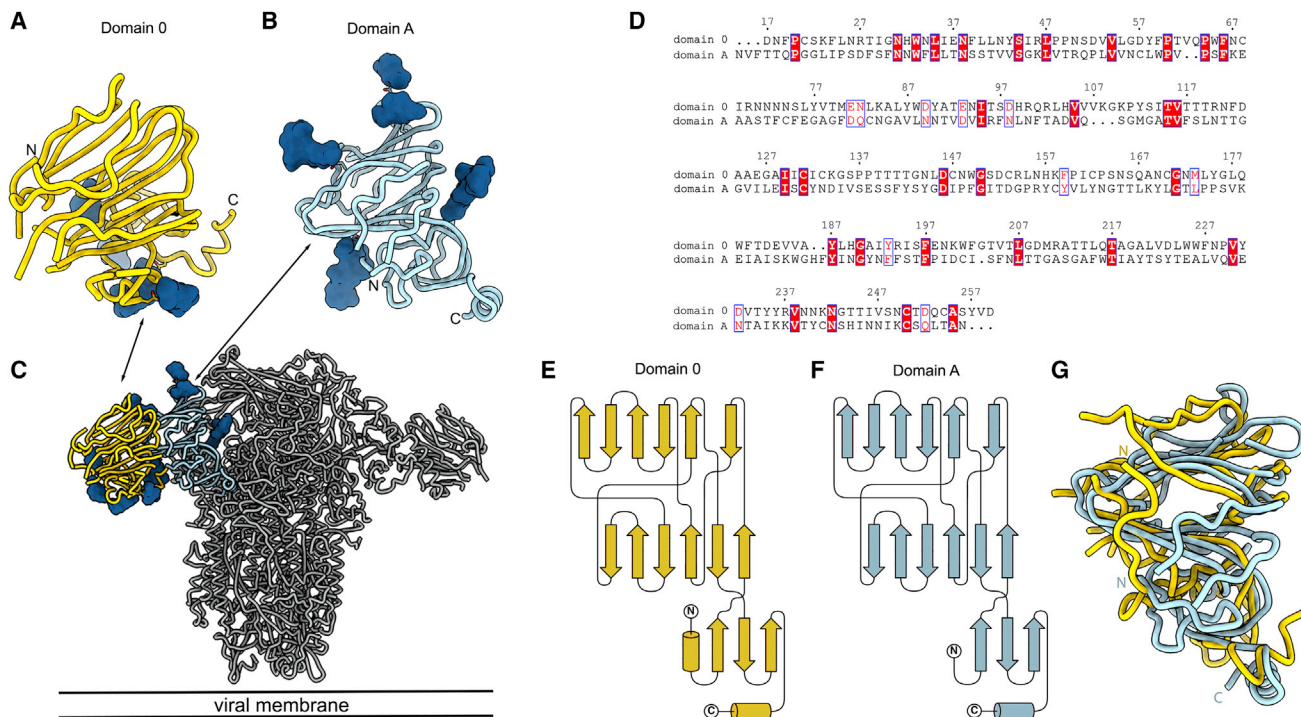 A
Domain 0
N
C
B
Domain A
N
C
C
viral membrane
D
17 27 37 47 57 67
domain 0 ...DNFPCSKFLNRTIGNHWNLIENFLLNYSIRLPPNSDVVLGDYFPTVQPWFNC
domain A NVFTTQPGGLIPSDFSFNNWFLLTNSSTVVSGKLVTRQPLVVNCLWPV..PSFKE
77 87 97 107 117
domain 0 IRNNNNSLYVTMENLKALYWDYATENITSDHRQRLHVVVKGKPYSITVTTTRNFD
domain A AASTFCFEGAGFDQCNGAVLNNTVDVIRFNLNFTADVQ...SGMGATVFSLNTTG
127 137 147 157 167 177
domain 0 AAEGAIICICKGSPPTTTTGNLDCNWGSDCRLNHKFPICPSNSQANCGNMLYGLQ
domain A GVILEISCYNDIVSESSFYSYGDIPFGITDGPRYCYVLYNGTTLKYLGTLPPSVK
187 197 207 217 227
domain 0 WFTDEVVA..YLHGAIYRISFENKWFGTVTLGDMRATTLQTAGALVDLWWFNPVY
domain A EIAISKWGHFYINGYNFFSTFPIDCI.SFNLTTGASGAFWTIAYTSYTEALVQVE
237 247 257
domain 0 DVTYYRVNNKNGTTIVSNCTDQCASYVD
domain A NTAIKKVTYCNSHINNIKCSQLTAN...
E
Domain 0
N
C
F
Domain A
N
C
G
N
N
C